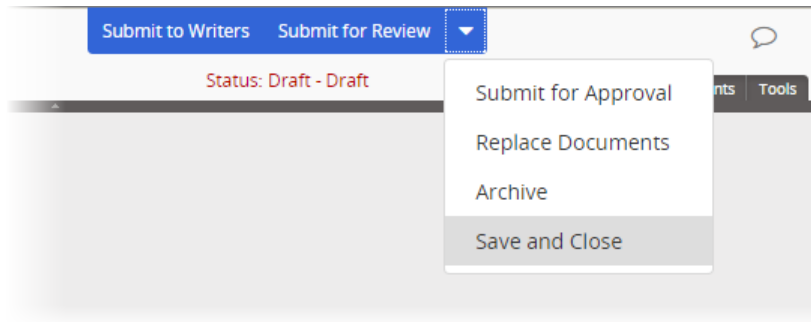 Submit to Writers Submit for Review
Status: Draft - Draft
Submit for Approval
nts Tools
Replace Documents
Archive
Save and Close